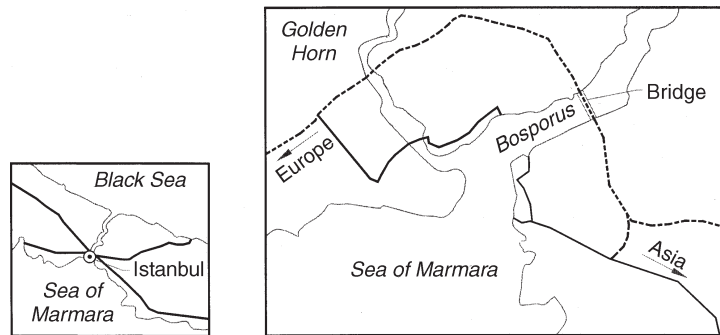 Black Sea
Istanbul
Sea of
Marmara
Golden
Horn
Bridge
Bosporus
Europe
Sea of Marmara
Asia